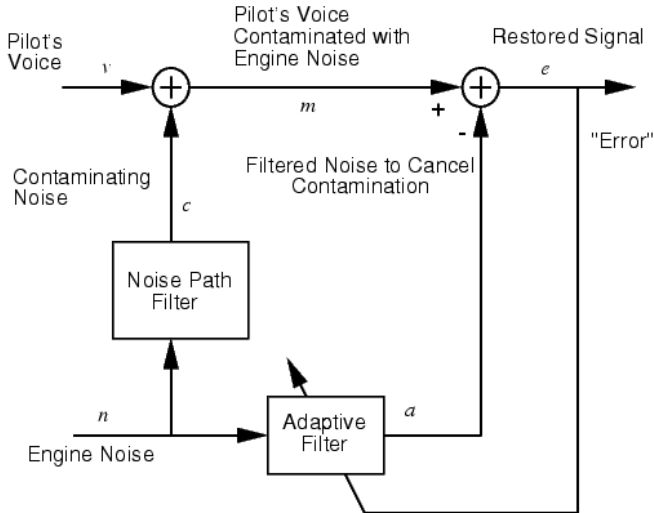 Pilot's
Voice
v
Pilot's Voice
Contaminated with
Engine Noise
m
Restored Signal
e
+
+
+
-
"Error"
Contaminating
Noise
c
Filtered Noise to Cancel
Contamination
Noise Path
Filter
n
Engine Noise
Adaptive
Filter
a